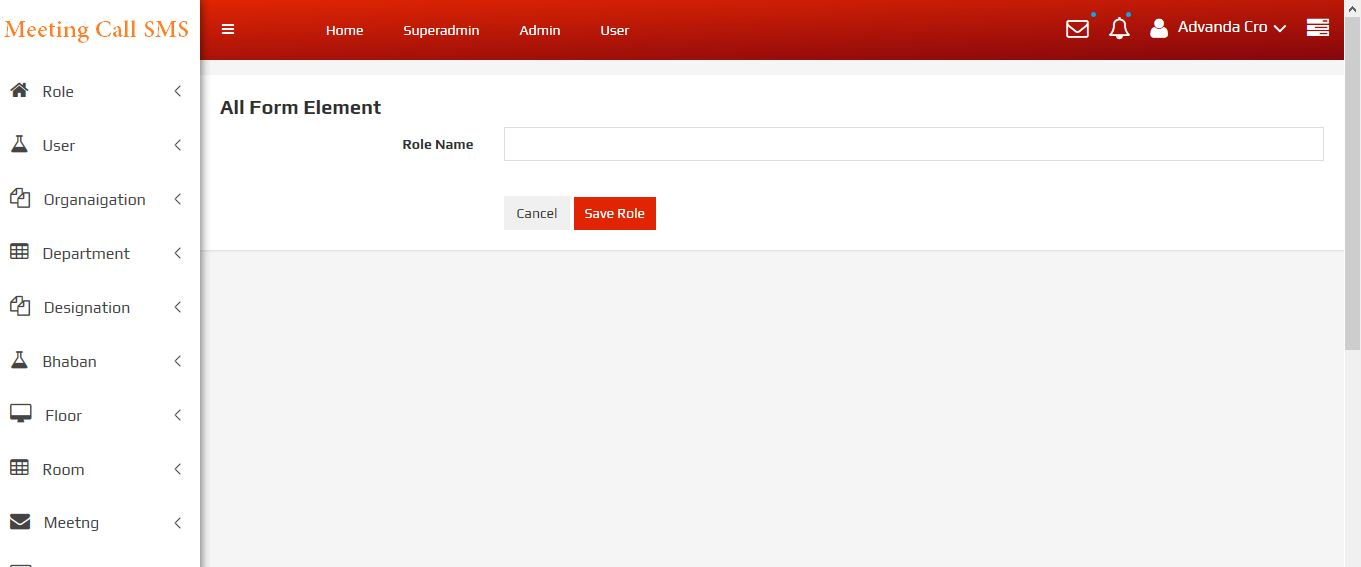 Meeting Call SMS
Home Superadmin Admin User Advanda Cro
Role
User
Organaigation
Department
Designation
Bhaban
Floor
Room
Meetng
All Form Element
Role Name
Cancel Save Role